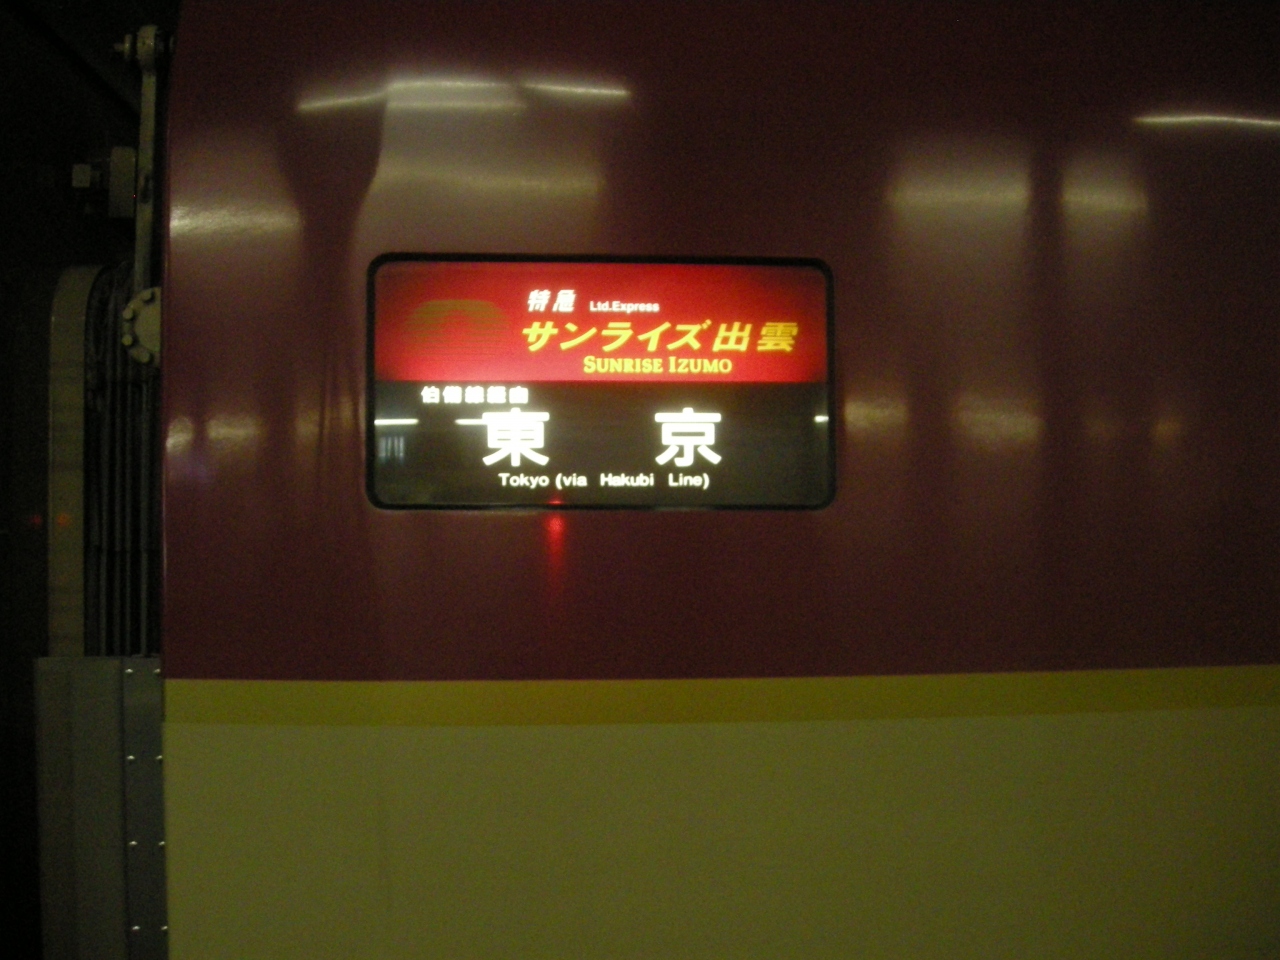 特急 Ltd.Express
サンライズ出雲
SUNRISE IZUMO
伯備線経由
東京
Tokyo (via Hakubi Line)